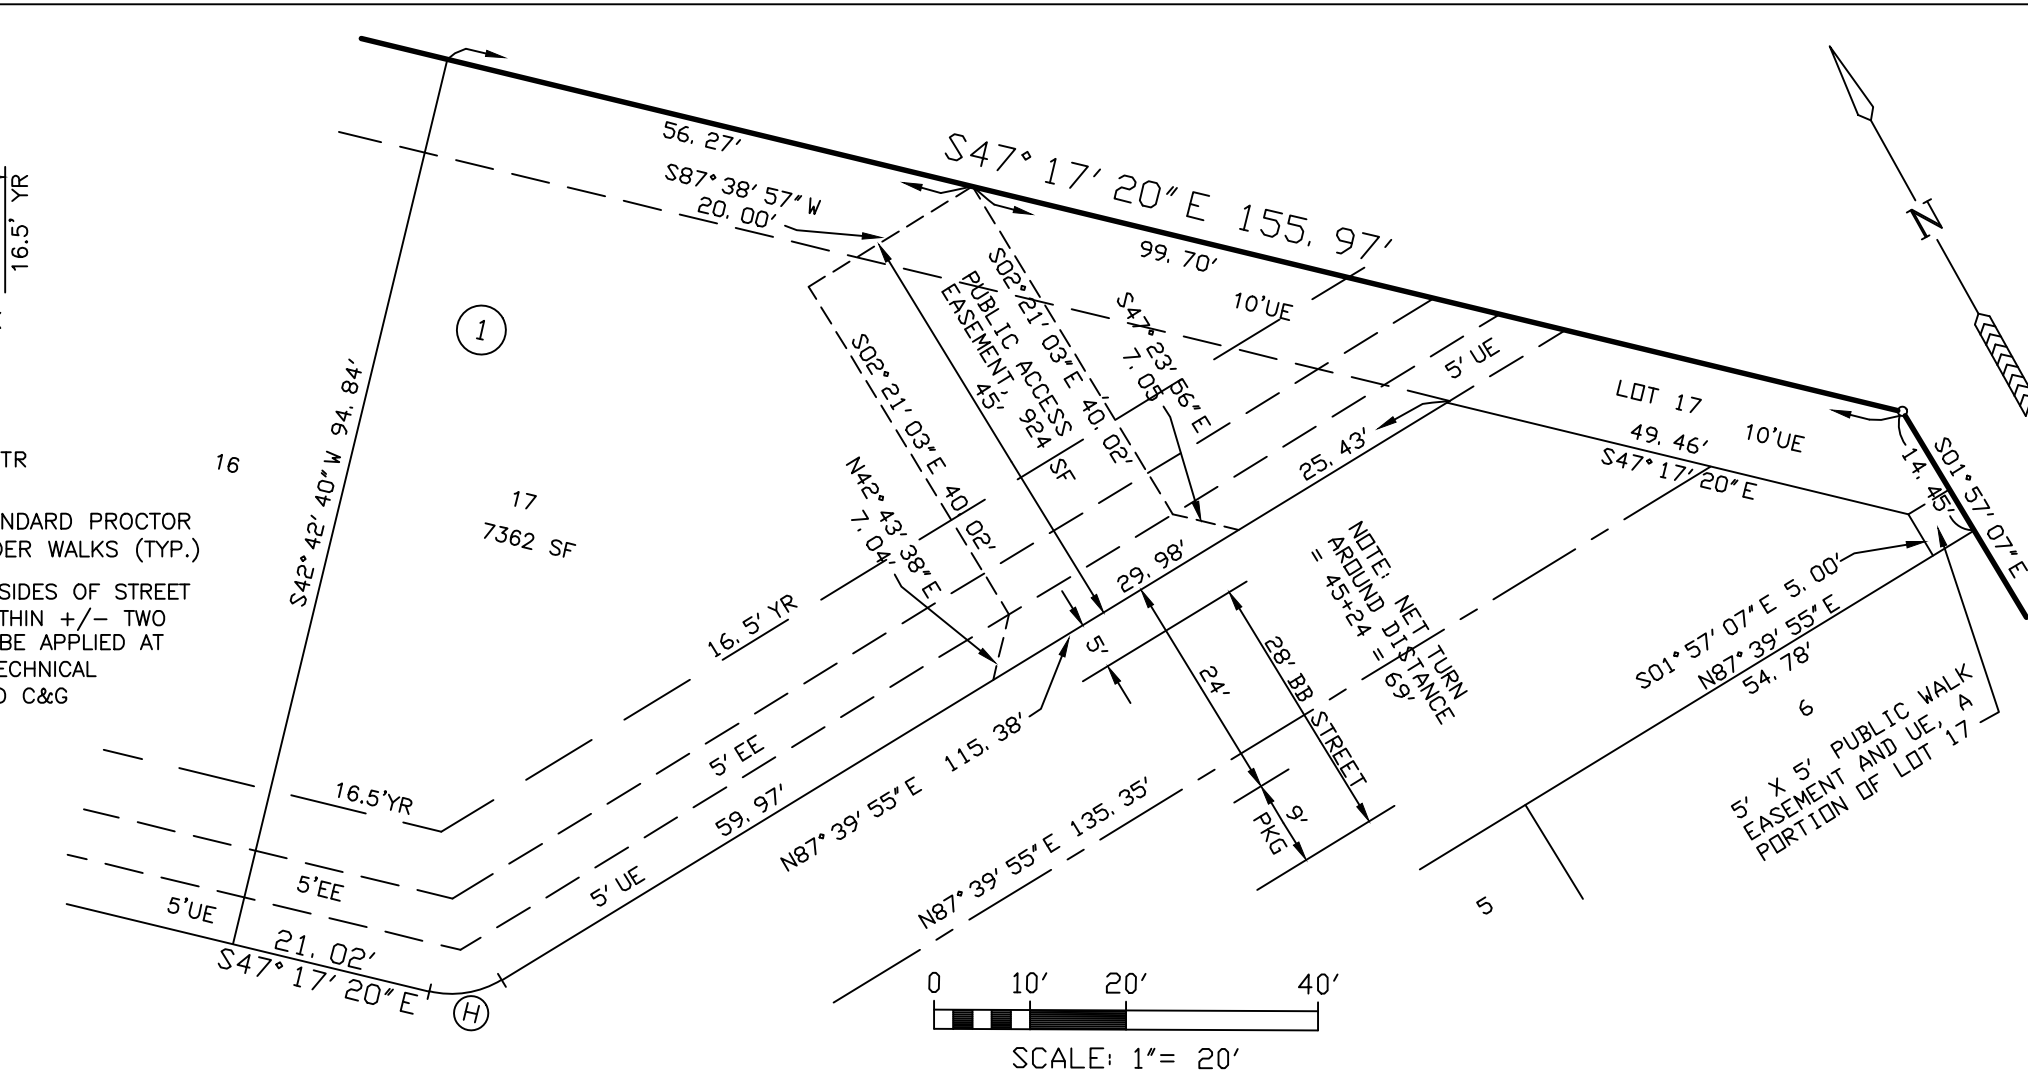 16.5' YR
TR
NDARD PROCTOR
DER WALKS (TYP.)
SIDES OF STREET
THIN +/- TWO
BE APPLIED AT
ECHNICAL
D C&G
16
1
17
7362 SF
S42° 42' 40" W 94. 84'
56. 27'
S87° 38' 57" W
20. 00'
S47° 17' 20" E 155. 97'
99. 70'
10'UE
S02° 21' 03" E 40. 02'
PUBLIC ACCESS
EASEMENT, 924 SF
45'
S02° 21' 03" E 40. 02'
S47° 23' 56" E
7. 05'
N42° 43' 38" E
7. 04'
5' UE
25. 43'
29. 98'
LOT 17
49. 46'
S47° 17' 20" E
10'UE
14. 45'
S01° 57' 07" E
N
NOTE: NET TURN
AROUND DISTANCE
= 45+24 = 69'
S01° 57' 07" E 5. 00'
N87° 39' 55" E
54. 78'
6
5' X 5' PUBLIC WALK
EASEMENT AND UE, A
PORTION OF LOT 17
5
16. 5' YR
5' EE
59. 97'
5' UE
5'
24'
28' BB STREET
9'
PKG
N87° 39' 55" E 115. 38'
N87° 39' 55" E 135. 35'
16.5'YR
5'EE
5'UE
21. 02'
S47° 17' 20" E
H
0 10' 20' 40'
SCALE: 1"= 20'